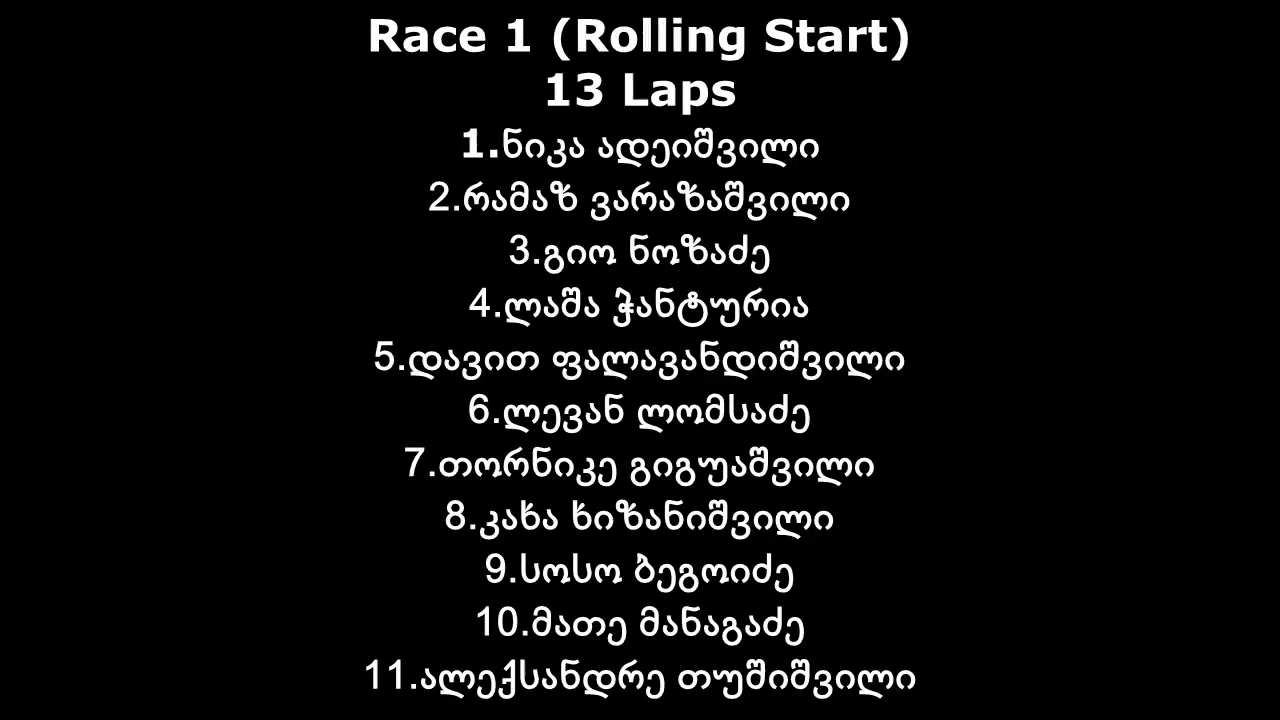 Race 1 (Rolling Start)
13 Laps
1.ნიკა ადეიშვილი
2.რამაზ ვარაზაშვილი
3.გიო ნოზაძე
4.ლაშა ჭანტურია
5.დავით ფალავანდიშვილი
6.ლევან ლომსაძე
7.თორნიკე გიგუაშვილი
8.კახა ხიზანიშვილი
9.სოსო ბეგოიძე
10.მათე მანაგაძე
11.ალექსანდრე თუშიშვილი